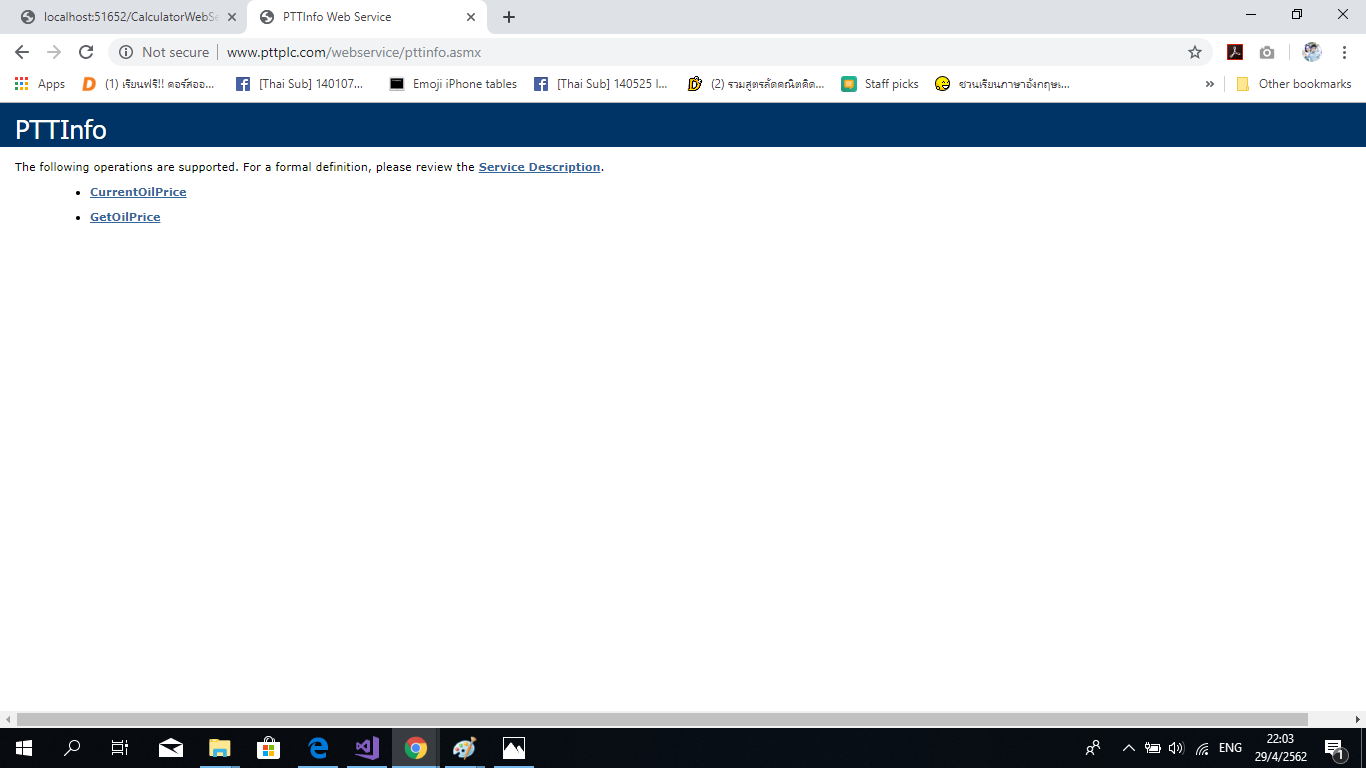 localhost:51652/CalculatorWebSe
PTTInfo Web Service
Not secure
www.pttplc.com/webservice/pttinfo.asmx
Apps
(1) เรียนฟรี!! คอร์สออ...
[Thai Sub] 140107...
Emoji iPhone tables
[Thai Sub] 140525 I...
(2) รวมสูตรลัดคณิตคิด...
Staff picks
ชวนเรียนภาษาอังกฤษเ...
»
Other bookmarks
PTTInfo
The following operations are supported. For a formal definition, please review the Service Description.
• CurrentOilPrice
• GetOilPrice
ENG
22:03
29/4/2562
1